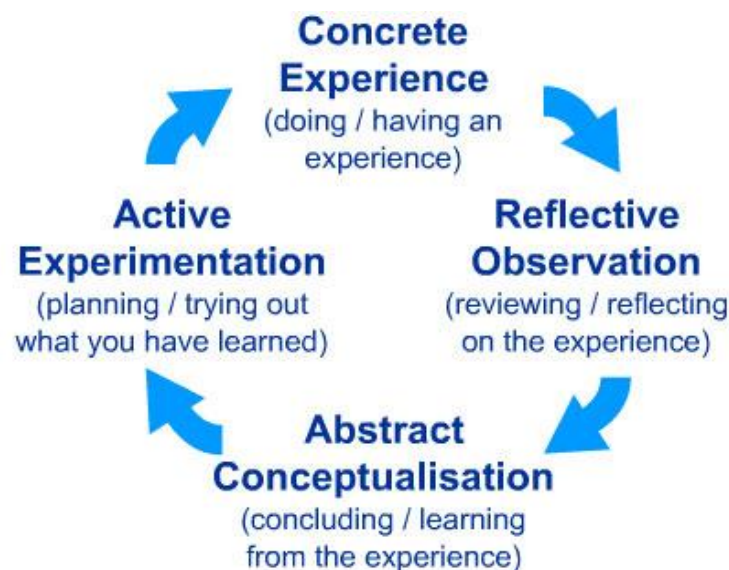 Concrete
Experience
(doing / having an
experience)
Reflective
Observation
(reviewing / reflecting
on the experience)
Abstract
Conceptualisation
(concluding / learning
from the experience)
Active
Experimentation
(planning / trying out
what you have learned)